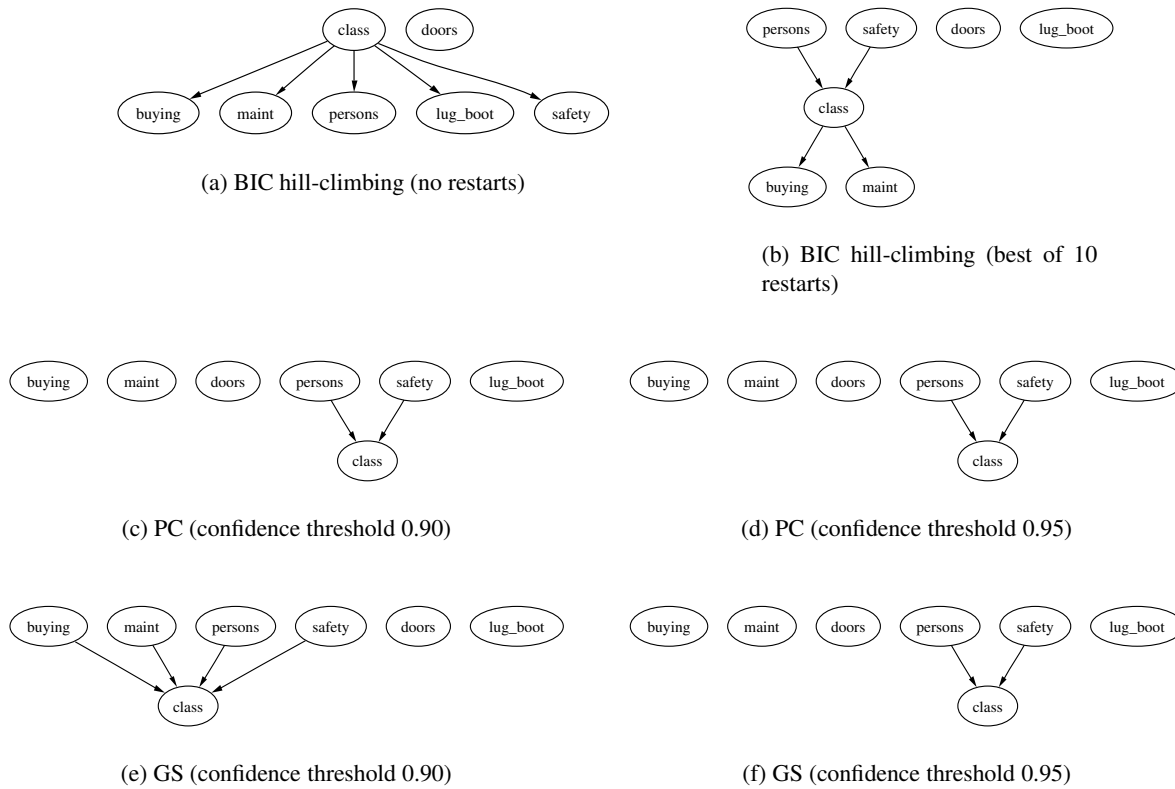 class doors
buying maint persons lug_boot safety
(a) BIC hill-climbing (no restarts)
persons safety doors lug_boot
class
buying maint
(b) BIC hill-climbing (best of 10
restarts)
buying maint doors persons safety lug_boot
class
(c) PC (confidence threshold 0.90)
buying maint doors persons safety lug_boot
class
(d) PC (confidence threshold 0.95)
buying maint persons safety doors lug_boot
class
(e) GS (confidence threshold 0.90)
buying maint doors persons safety lug_boot
class
(f) GS (confidence threshold 0.95)